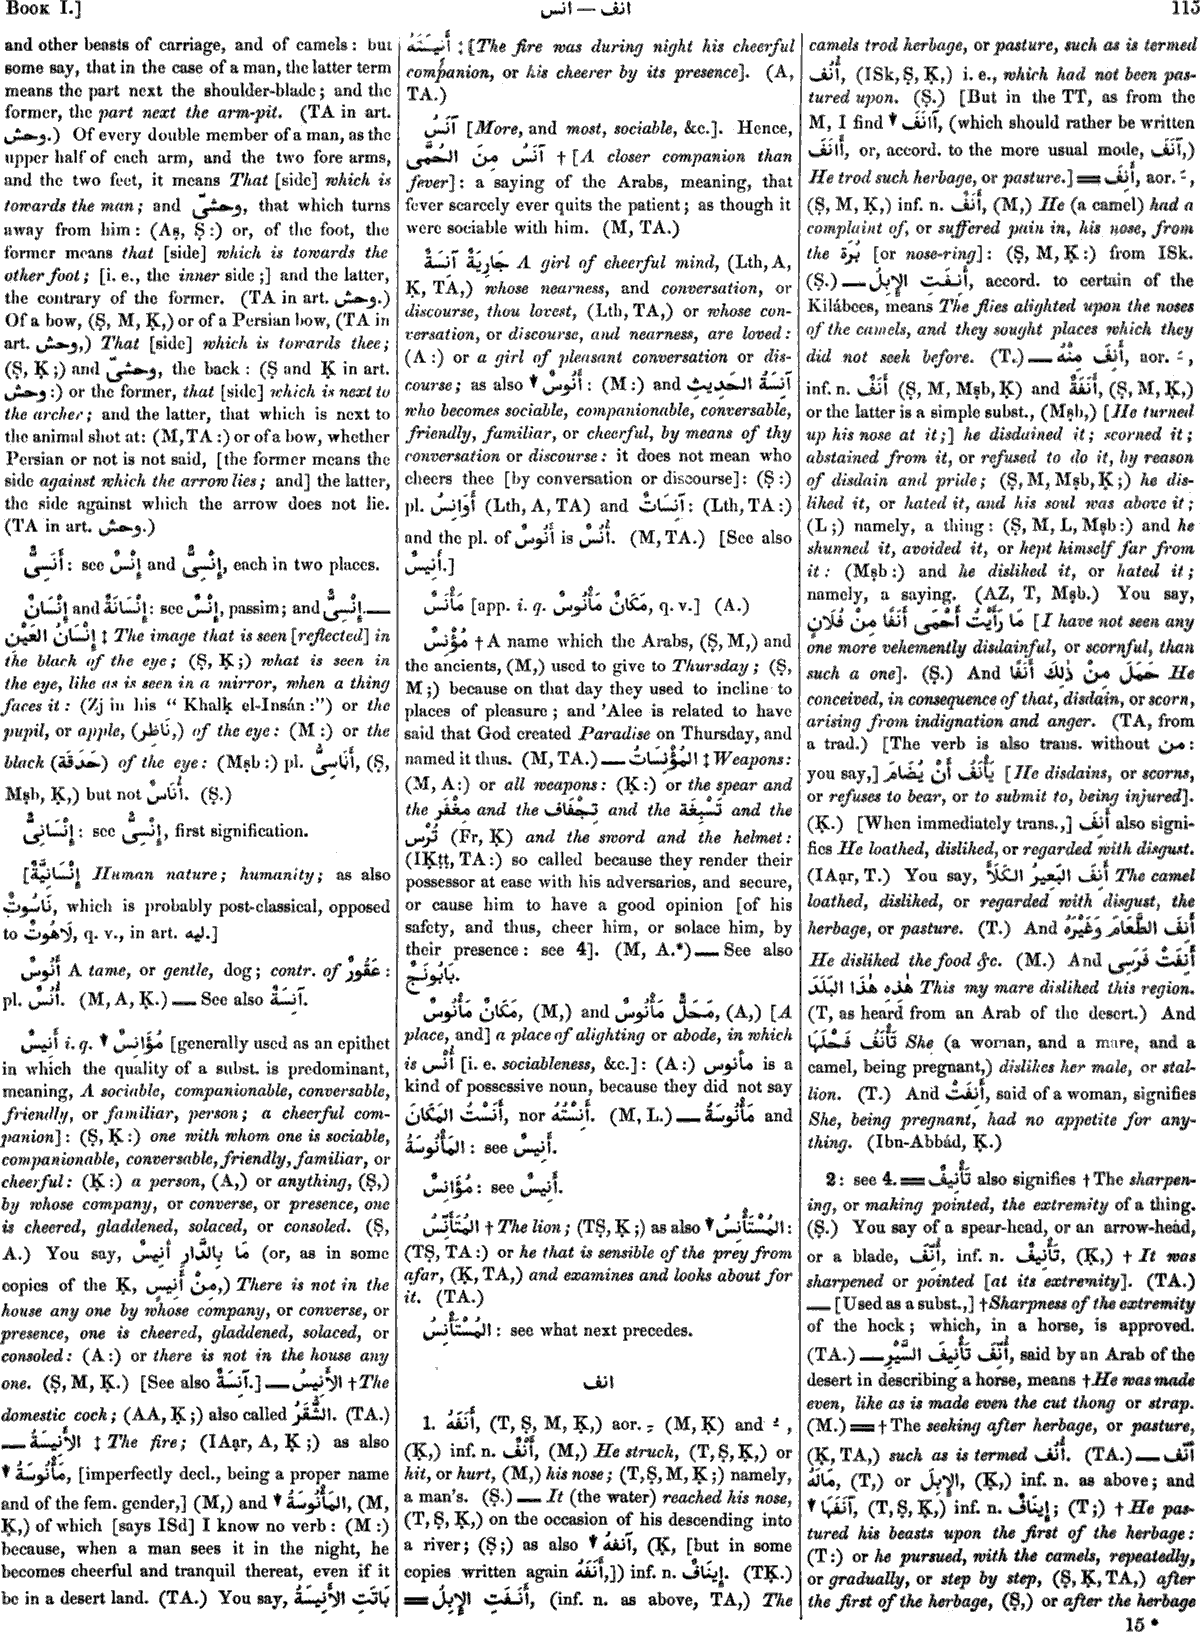 Book I.]
انس — انف
115
and other beasts of carriage, and of camels: but
some say, that in the case of a man, the latter term
means the part next the shoulder-blade; and the
former, the part next the arm-pit. (TA in art.
وحش.) Of every double member of a man, as the
upper half of each arm, and the two fore arms,
and the two feet, it means That [side] which is
towards the man; and وحشىّ, that which turns
away from him: (Aṣ, Ṣ:) or, of the foot, the
former means that [side] which is towards the
other foot; [i. e., the inner side;] and the latter,
the contrary of the former. (TA in art. وحش.)
Of a bow, (Ṣ, M, Ḳ,) or of a Persian bow, (TA in
art. وحش,) That [side] which is towards thee;
(Ṣ, Ḳ;) and وحشىّ, the back: (Ṣ and Ḳ in art.
وحش:) or the former, that [side] which is next to
the archer; and the latter, that which is next to
the animal shot at: (M, TA:) or of a bow, whether
Persian or not is not said, [the former means the
side against which the arrow lies; and] the latter,
the side against which the arrow does not lie.
(TA in art. وحش.)
أَنَسِىٌّ: see إِنْسٌ and إِنْسِىٌّ, each in two places.
إِنْسَانٌ and إِنْسَانَةٌ: see إِنْسٌ, passim; and إِنْسِىٌّ.—
إِنْسَانُ العَيْنِ ‡ The image that is seen [reflected] in
the black of the eye; (Ṣ, Ḳ;) what is seen in
the eye, like as is seen in a mirror, when a thing
faces it: (Zj in his “ Khalḳ el-Insán:”) or the
pupil, or apple, (نَاظِر,) of the eye: (M:) or the
black (حَدَقَة) of the eye: (Mṣb:) pl. أَنَاسِىُّ, (Ṣ,
Mṣb, Ḳ,) but not أُنَاسٌ. (Ṣ.)
إِنْسَانِىٌّ: see إِنْسِىٌّ, first signification.
[إِنْسَانِيَّةٌ Human nature; humanity; as also
نَاسُوتٌ, which is probably post-classical, opposed
to لَاهُوتٌ, q. v., in art. ليه.]
أَنُوسٌ A tame, or gentle, dog; contr. of عَقُورٌ:
pl. أُنُسٌ. (M, A, Ḳ.) — See also آنِسَةٌ.
أَنِيسٌ i. q. ▼ مُؤَانِسٌ [generally used as an epithet
in which the quality of a subst. is predominant,
meaning, A sociable, companionable, conversable,
friendly, or familiar, person; a cheerful com-
panion]: (Ṣ, Ḳ:) one with whom one is sociable,
companionable, conversable, friendly, familiar, or
cheerful: (Ḳ:) a person, (A,) or anything, (Ṣ,)
by whose company, or converse, or presence, one
is cheered, gladdened, solaced, or consoled. (Ṣ,
A.) You say, مَا بِالدَّارِ أَنِيسٌ (or, as in some
copies of the Ḳ, مِنْ أَنِيسٍ,) There is not in the
house any one by whose company, or converse, or
presence, one is cheered, gladdened, solaced, or
consoled: (A:) or there is not in the house any
one. (Ṣ, M, Ḳ.) [See also آنِسَةٌ.] — الأَنِيسُ † The
domestic cock; (AA, Ḳ;) also called الشُّقَرُ. (TA.)
— الأَنِيسَةُ ‡ The fire; (IAạr, A, Ḳ;) as also
▼ مَأْنُوسَةُ, [imperfectly decl., being a proper name
and of the fem. gender,] (M,) and ▼ المَأْنُوسَةُ, (M,
Ḳ,) of which [says ISd] I know no verb: (M:)
because, when a man sees it in the night, he
becomes cheerful and tranquil thereat, even if it
be in a desert land. (TA.) You say, بَاتَتِ الأَنِيسَةُ
أَنِيسَتَهُ ‡ [The fire was during night his cheerful
companion, or his cheerer by its presence]. (A,
TA.)
آنَسُ [More, and most, sociable, &c.]. Hence,
آنَسُ مِنَ الحُمَّى † [A closer companion than
fever]: a saying of the Arabs, meaning, that
fever scarcely ever quits the patient; as though it
were sociable with him. (M, TA.)
جَارِيَةٌ آنِسَةٌ A girl of cheerful mind, (Lth, A,
Ḳ, TA,) whose nearness, and conversation, or
discourse, thou lovest, (Lth, TA,) or whose con-
versation, or discourse, and nearness, are loved:
(A:) or a girl of pleasant conversation or dis-
course; as also ▼ أَنُوسٌ: (M:) and آنِسَةُ الحَدِيثِ
who becomes sociable, companionable, conversable,
friendly, familiar, or cheerful, by means of thy
conversation or discourse: it does not mean who
cheers thee [by conversation or discourse]: (Ṣ:)
pl. أَوَانِسُ (Lth, A, TA) and آنِسَاتٌ: (Lth, TA:)
and the pl. of أَنُوسٌ is أُنُسٌ. (M, TA.) [See also
أَنِيسٌ.]
مَأْنَسٌ [app. i. q. مَكَانٌ مَأْنُوسٌ, q. v.] (A.)
مُؤْنِسٌ † A name which the Arabs, (Ṣ, M,) and
the ancients, (M,) used to give to Thursday; (Ṣ,
M;) because on that day they used to incline to
places of pleasure; and ’Alee is related to have
said that God created Paradise on Thursday, and
named it thus. (M, TA.) — المُؤْنِسَاتُ ‡ Weapons:
(M, A:) or all weapons: (Ḳ:) or the spear and
the مِغْفَر and the تِجْفَاف and the تَسْبِغَة and the
تُرْس (Fr, Ḳ) and the sword and the helmet:
(IḲṭṭ, TA:) so called because they render their
possessor at ease with his adversaries, and secure,
or cause him to have a good opinion [of his
safety, and thus, cheer him, or solace him, by
their presence: see 4]. (M, A.*) — See also
بَابُونَجٌ.
مَكَانٌ مَأْنُوسٌ, (M,) and مَحَلٌّ مَأْنُوسٌ, (A,) [A
place, and] a place of alighting or abode, in which
is أُنْس [i. e. sociableness, &c.]: (A:) مأنوس is a
kind of possessive noun, because they did not say
أَنَسْتُ المَكَانَ, nor أَنِسْتُهُ. (M, L.) — مَأْنُوسَةُ and
المَأْنُوسَةُ: see أَنِيسٌ.
مُؤَانِسٌ: see أَنِيسٌ.
المُتَأَنِّسُ † The lion; (TṢ, Ḳ;) as also ▼ المُسْتَأْنِسُ:
(TṢ, TA:) or he that is sensible of the prey from
afar, (Ḳ, TA,) and examines and looks about for
it. (TA.)
المُسْتَأْنِسُ: see what next precedes.
انف
1. أَنَفَهُ, (T, Ṣ, M, Ḳ,) aor. ـِ (M, Ḳ) and ـُ,
(Ḳ,) inf. n. أَنْفٌ, (M,) He struck, (T, Ṣ, Ḳ,) or
hit, or hurt, (M,) his nose; (T, Ṣ, M, Ḳ;) namely,
a man's. (Ṣ.) — It (the water) reached his nose,
(T, Ṣ, Ḳ,) on the occasion of his descending into
a river; (Ṣ;) as also ▼ آنفهُ, (Ḳ, [but in some
copies written again أَنَفَهُ,]) inf. n. إِينَافٌ. (TḲ.)
= أَنَفَتِ الإِبِلُ, (inf. n. as above, TA,) The
camels trod herbage, or pasture, such as is termed
أُنُف, (ISk, Ṣ, Ḳ,) i. e., which had not been pas-
tured upon. (Ṣ.) [But in the TT, as from the
M, I find ▼ أَانَفَ, (which should rather be written
أَانَفَ, or, accord. to the more usual mode, آنَفَ,)
He trod such herbage, or pasture.] = أَنِفَ, aor. ـَ,
(Ṣ, M, Ḳ,) inf. n. أَنَفٌ, (M,) He (a camel) had a
complaint of, or suffered pain in, his nose, from
the بُرَة [or nose-ring]: (Ṣ, M, Ḳ:) from ISk.
(Ṣ.) — أَنِفَتِ الإِبِلُ, accord. to certain of the
Kilábees, means The flies alighted upon the noses
of the camels, and they sought places which they
did not seek before. (T.) — أَنِفَ مِنْهُ, aor. ـَ,
inf. n. أَنَفٌ (Ṣ, M, Mṣb, Ḳ) and أَنَفَةٌ, (Ṣ, M, Ḳ,)
or the latter is a simple subst., (Mṣb,) [He turned
up his nose at it;] he disdained it; scorned it;
abstained from it, or refused to do it, by reason
of disdain and pride; (Ṣ, M, Mṣb, Ḳ;) he dis-
liked it, or hated it, and his soul was above it;
(L;) namely, a thing: (Ṣ, M, L, Mṣb:) and he
shunned it, avoided it, or kept himself far from
it: (Mṣb:) and he disliked it, or hated it;
namely, a saying. (AZ, T, Mṣb.) You say,
مَا رَأَيْتُ أَحْمَى أَنَفًا مِنْ فُلَانٍ [I have not seen any
one more vehemently disdainful, or scornful, than
such a one]. (Ṣ.) And حَمَلَ مِنْ ذٰلِكَ أَنَفًا He
conceived, in consequence of that, disdain, or scorn,
arising from indignation and anger. (TA, from
a trad.) [The verb is also trans. without من:
you say,] يَأْنَفُ أَنْ يُضَامَ [He disdains, or scorns,
or refuses to bear, or to submit to, being injured].
(Ḳ.) [When immediately trans.,] أَنِفَ also signi-
fies He loathed, disliked, or regarded with disgust.
(IAạr, T.) You say, أَنِفَ البَعِيرُ الكَلَأَ The camel
loathed, disliked, or regarded with disgust, the
herbage, or pasture. (T.) And أَنِفَ الطَّعَامَ وَغَيْرَهُ
He disliked the food &c. (M.) And أَنِفَتْ فَرَسِى
هٰذِهِ هٰذَا البَلَدَ This my mare disliked this region.
(T, as heard from an Arab of the desert.) And
تَأْنَفُ فَحْلَهَا She (a woman, and a mare, and a
camel, being pregnant,) dislikes her male, or stal-
lion. (T.) And أَنِفَتْ, said of a woman, signifies
She, being pregnant, had no appetite for any-
thing. (Ibn-Abbád, Ḳ.)
2: see 4. = تَأْنِيفٌ also signifies † The sharpen-
ing, or making pointed, the extremity of a thing.
(Ṣ.) You say of a spear-head, or an arrow-head,
or a blade, أُنِّفَ, inf. n. تَأْنِيفٌ, (Ḳ,) † It was
sharpened or pointed [at its extremity]. (TA.)
— [Used as a subst.,] † Sharpness of the extremity
of the hock; which, in a horse, is approved.
(TA.) — أُنِّفَ تَأْنِيفَ السَّيْرِ, said by an Arab of the
desert in describing a horse, means † He was made
even, like as is made even the cut thong or strap.
(M.) = † The seeking after herbage, or pasture,
(Ḳ, TA,) such as is termed أُنُف. (TA.) — أَنَّفَ
مَالَهُ, (T,) or الإِبِلَ, (Ḳ,) inf. n. as above; and
▼ آنَفَهَا, (T, Ṣ, Ḳ,) inf. n. إِينَافٌ; (T;) † He pas-
tured his beasts upon the first of the herbage:
(T:) or he pursued, with the camels, repeatedly,
or gradually, or step by step, (Ṣ, Ḳ, TA,) after
the first of the herbage, (Ṣ,) or after the herbage
15 *